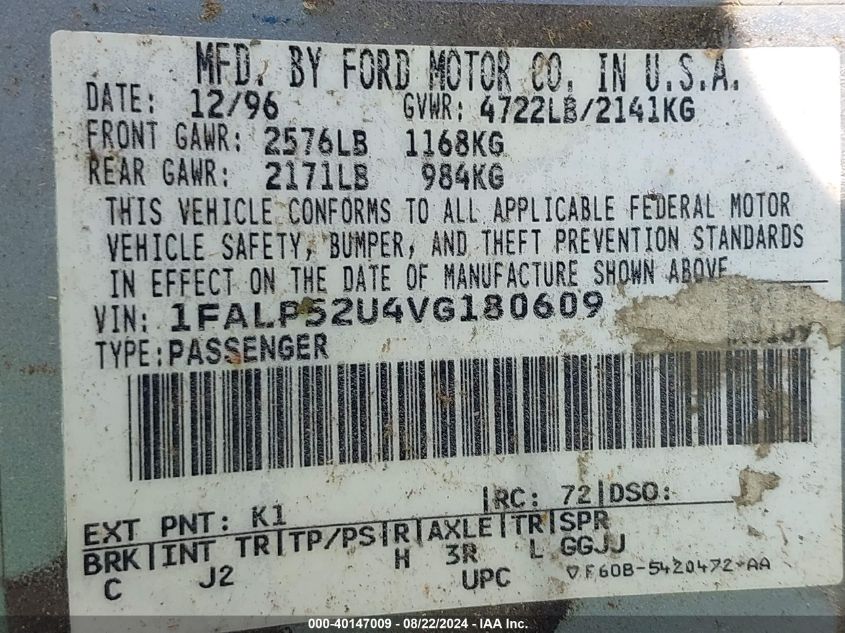 MFD. BY FORD MOTOR CO. IN U.S.A.
DATE: 12/96 GVWR: 4722LB/2141KG
FRONT GAWR: 2576LB 1168KG
REAR GAWR: 2171LB 984KG
THIS VEHICLE CONFORMS TO ALL APPLICABLE FEDERAL MOTOR
VEHICLE SAFETY, BUMPER, AND THEFT PREVENTION STANDARDS
IN EFFECT ON THE DATE OF MANUFACTURE SHOWN ABOVE
VIN: 1FALP52U4VG180609
TYPE: PASSENGER
EXT PNT: K1 |RC: 72|DSO:
BRK|INT TR|TP/PS|R|AXLE|TR|SPR
C J2 H 3R L GGJJ
UPC ▽F60B-5420472-AA
000-40147009 - 08/22/2024 - IAA Inc.